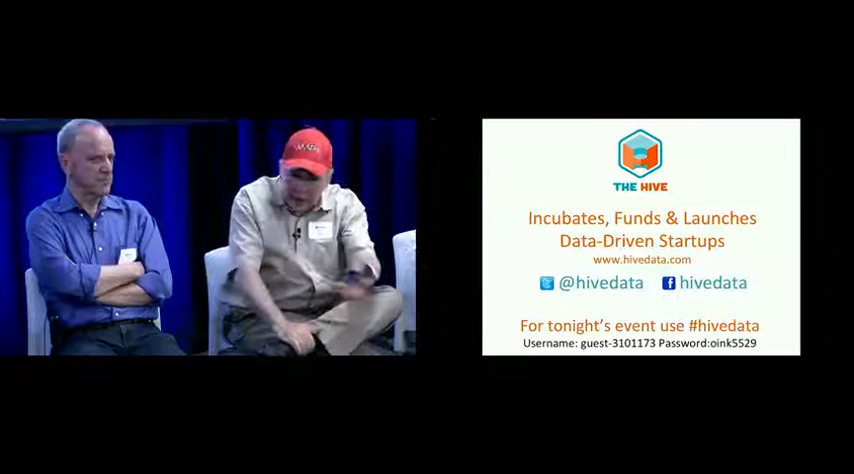 THE HIVE
Incubates, Funds & Launches
Data-Driven Startups
www.hivedata.com
@hivedata f hivedata
For tonight's event use #hivedata
Username: guest-3101173 Password:oink5529